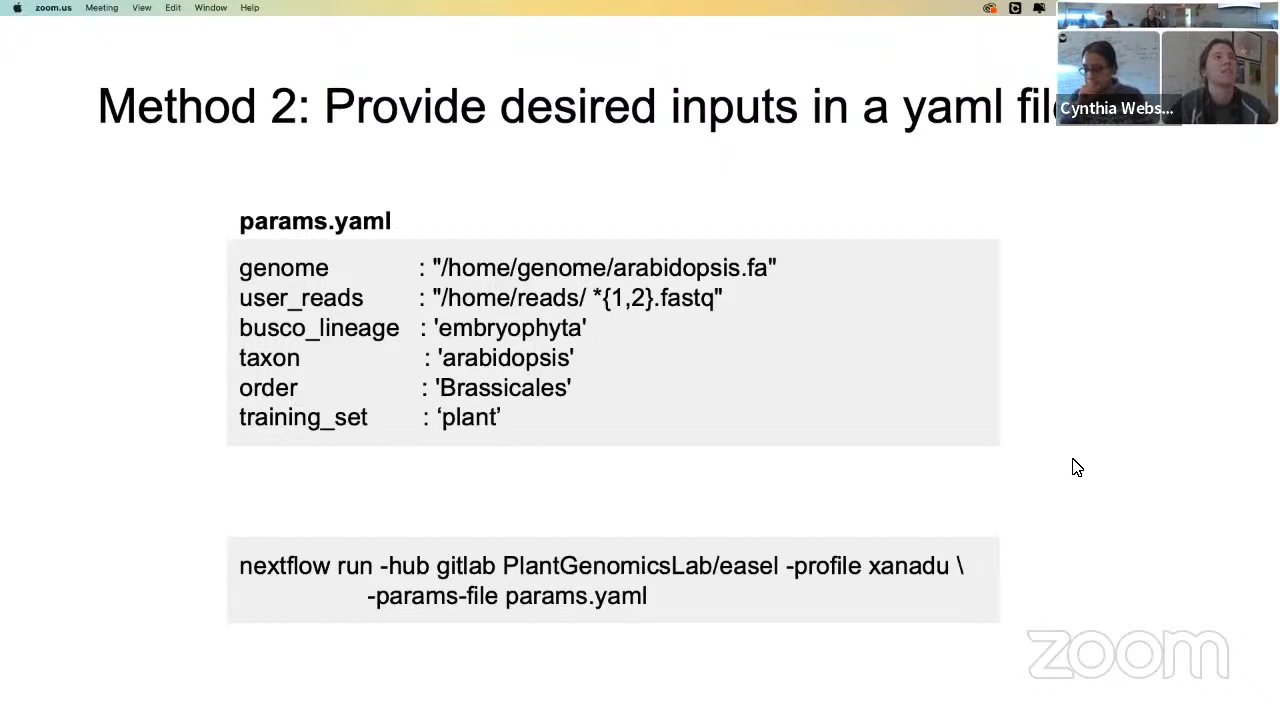 zoom.us Meeting View Edit Window Help
Method 2: Provide desired inputs in a yaml file
Cynthia Webs...
params.yaml
genome : "/home/genome/arabidopsis.fa"
user_reads : "/home/reads/ *{1,2}.fastq"
busco_lineage : 'embryophyta'
taxon : 'arabidopsis'
order : 'Brassicales'
training_set : ‘plant’
nextflow run -hub gitlab PlantGenomicsLab/easel -profile xanadu \
-params-file params.yaml
zoom